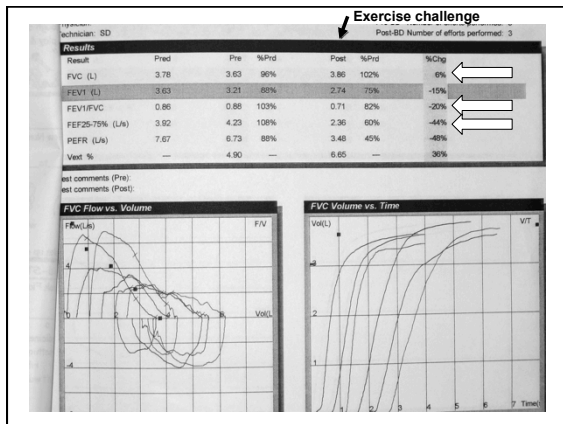 Exercise challenge
Technician: SD
Post-BD Number of efforts performed: 3
Results
Result Pred Pre %Prd Post %Prd %Chg
FVC (L) 3.78 3.63 96% 3.86 102% 6%
FEV1 (L) 3.63 3.21 88% 2.74 75% -15%
FEV1/FVC 0.86 0.88 103% 0.71 82% -20%
FEF25-75% (L/s) 3.92 4.23 108% 2.36 60% -44%
PEFR (L/s) 7.67 6.73 88% 3.48 45% -48%
Vext % — 4.90 — 6.65 — 36%
est comments (Pre):
est comments (Post):
FVC Flow vs. Volume FVC Volume vs. Time
Flow(L/s) F/V Vol(L) V/T
4 3
0 2 Vol(L 2
-4 1
1 2 3 4 5 6 7 Time(